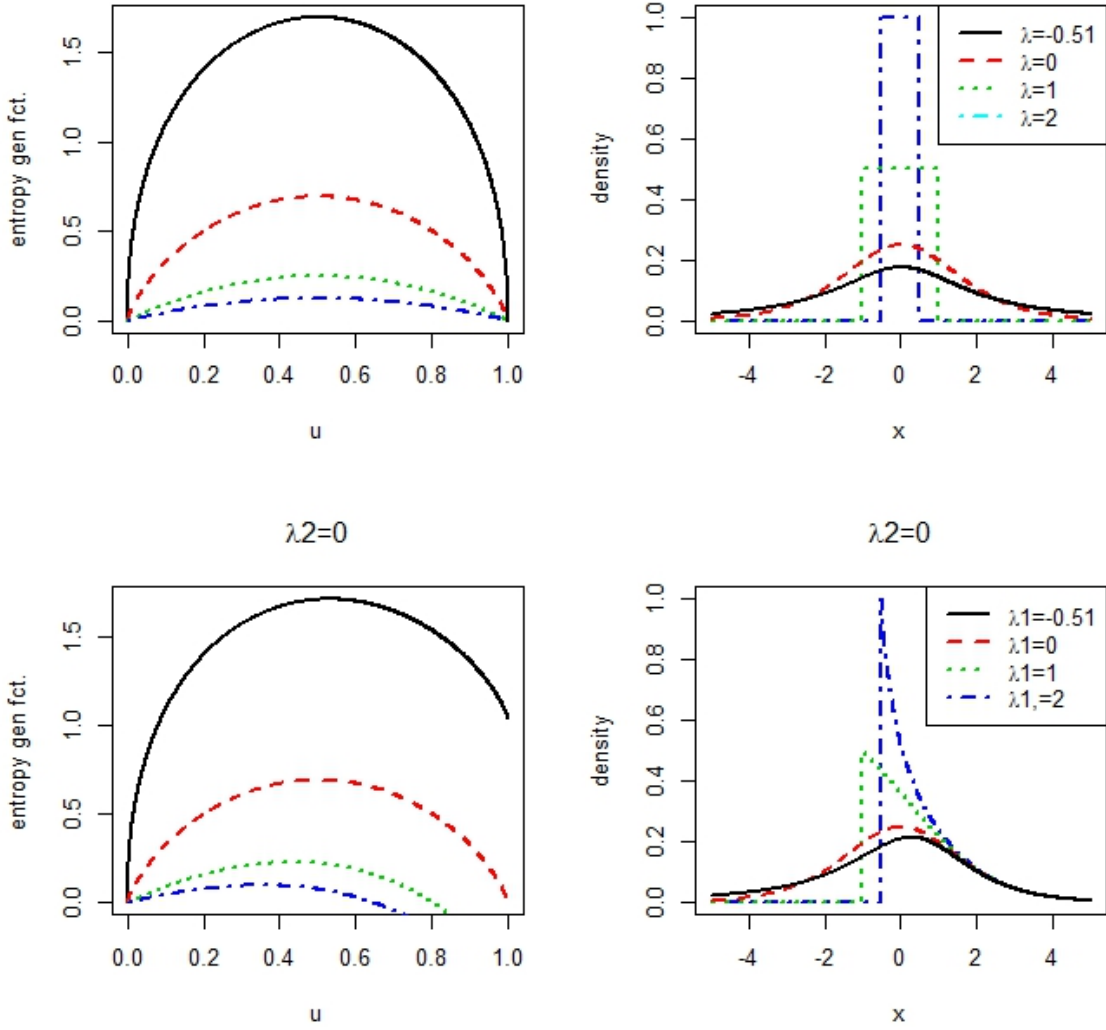 entropy gen fct.
1.5
1.0
0.5
0.0
0.0 0.2 0.4 0.6 0.8 1.0
u
density
1.0
0.8
0.6
0.4
0.2
0.0
-4 -2 0 2 4
x
λ=-0.51
λ=0
λ=1
λ=2
λ2=0
entropy gen fct.
1.5
1.0
0.5
0.0
0.0 0.2 0.4 0.6 0.8 1.0
u
λ2=0
density
1.0
0.8
0.6
0.4
0.2
0.0
-4 -2 0 2 4
x
λ1=-0.51
λ1=0
λ1=1
λ1,=2